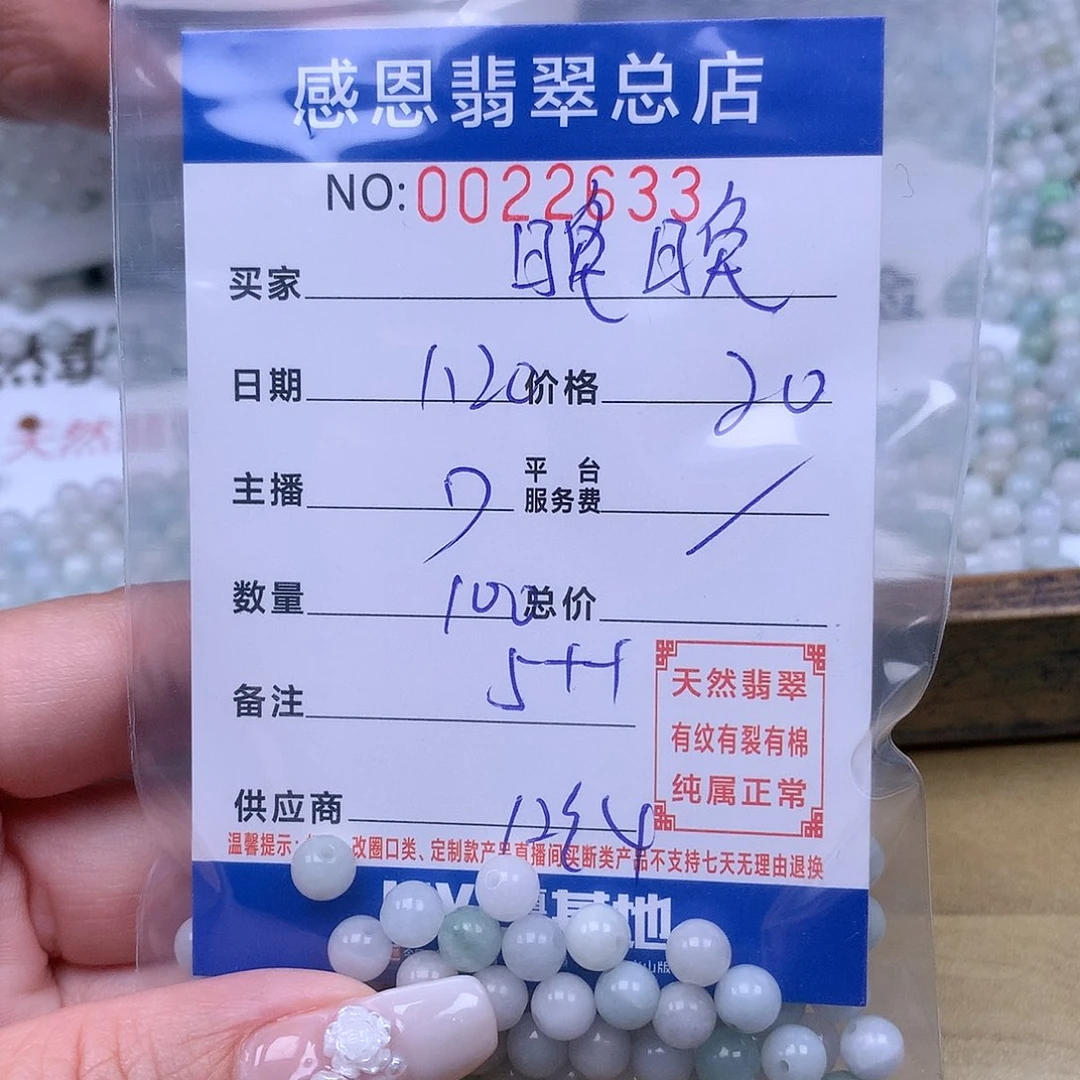 感恩翡翠总店
NO:0022633
买家 晚晚
日期 1.20 价格 20
主播 7 平台服务费 /
数量 100 总价
备注 5++1
天然翡翠
有纹有裂有棉
纯属正常
供应商
温馨提示: 改圈口类、定制款产品直播间买断类产品不支持七天无理由退换
基地
天然